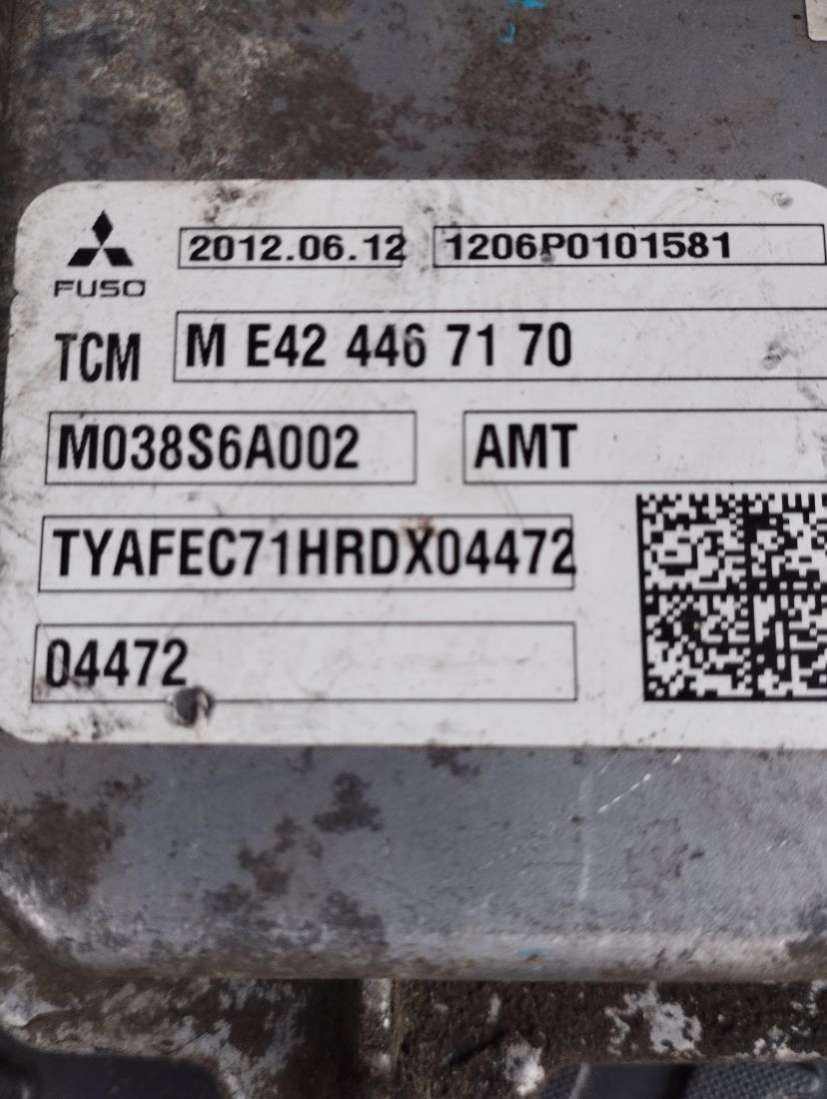 2012.06.12 1206P0101581
FUSO
TCM M E42 446 71 70
M038S6A002 AMT
TYAFEC71HRDX04472
04472